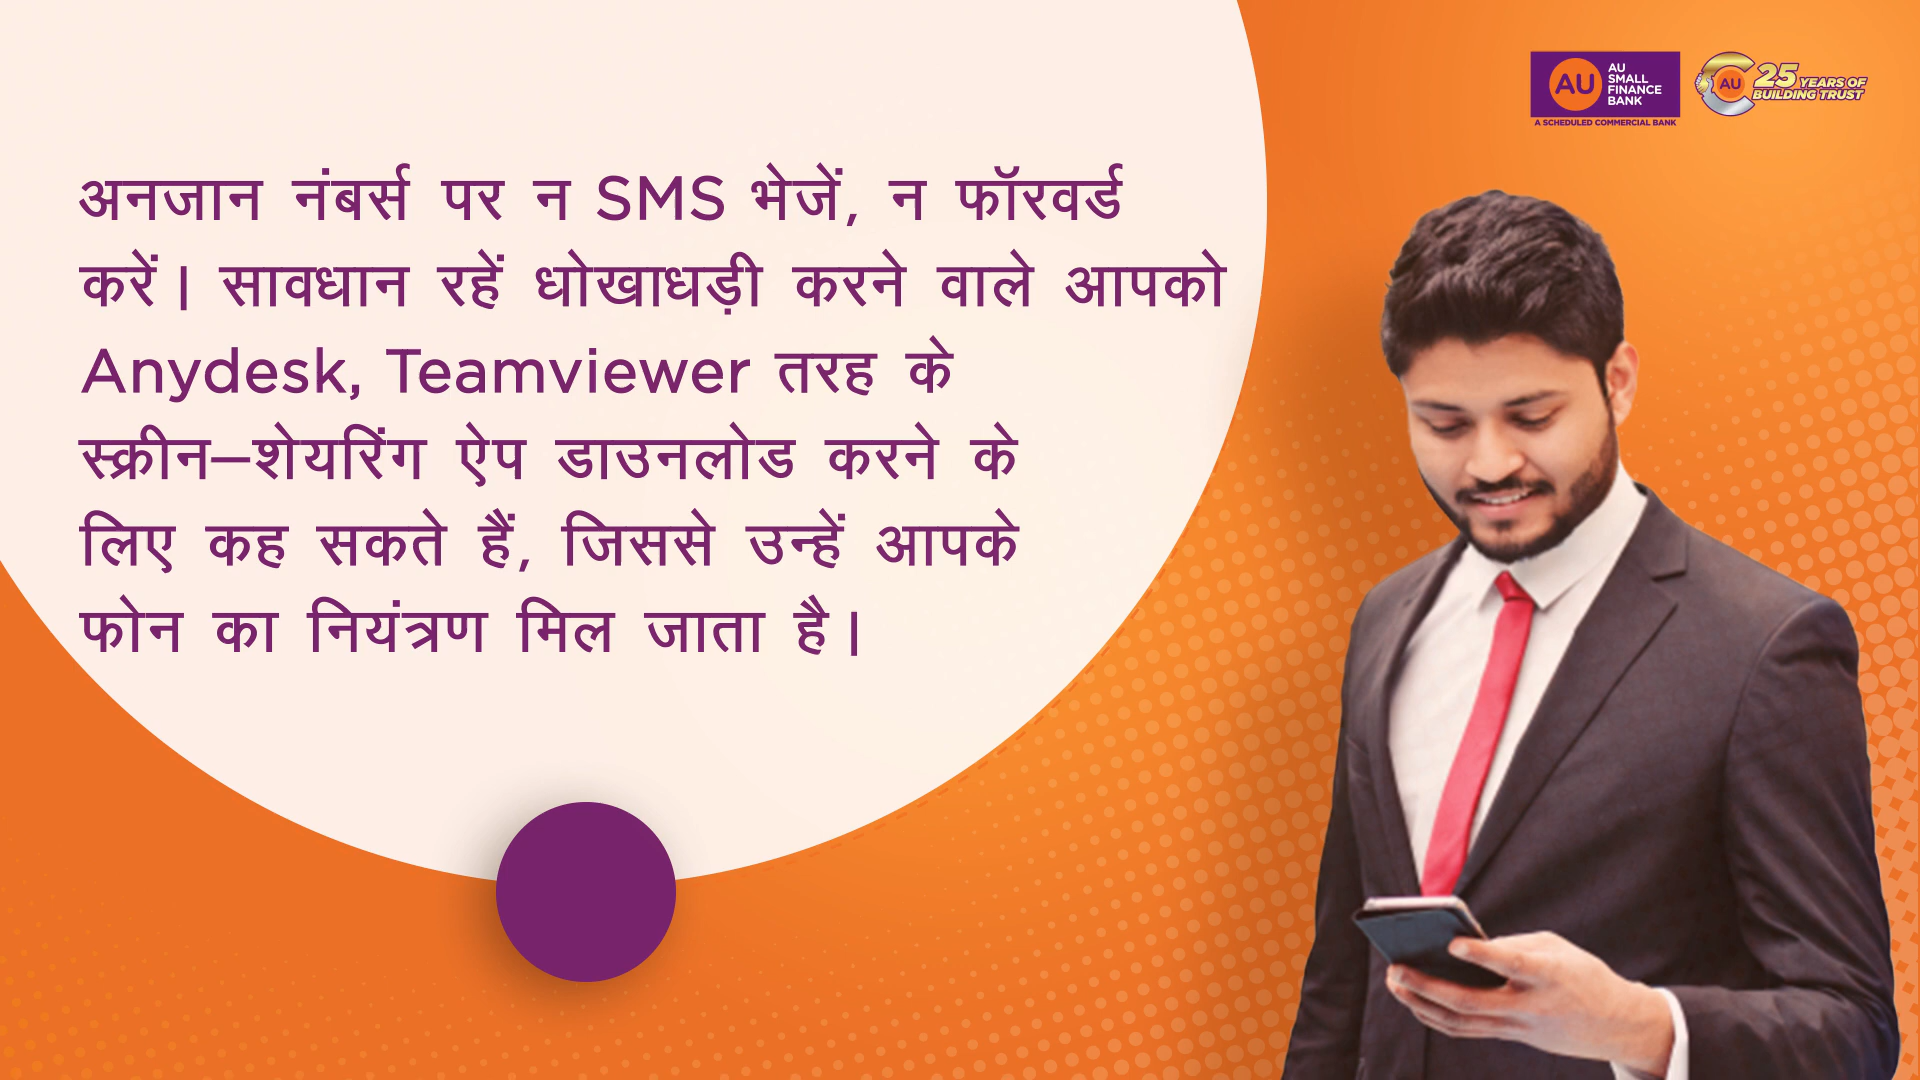 AU
AU
SMALL
FINANCE
BANK
A SCHEDULED COMMERCIAL BANK
AU
25 YEARS OF
BUILDING TRUST
अनजान नंबर्स पर न SMS भेजें, न फॉरवर्ड
करें। सावधान रहें धोखाधड़ी करने वाले आपको
Anydesk, Teamviewer तरह के
स्क्रीन–शेयरिंग ऐप डाउनलोड करने के
लिए कह सकते हैं, जिससे उन्हें आपके
फोन का नियंत्रण मिल जाता है।